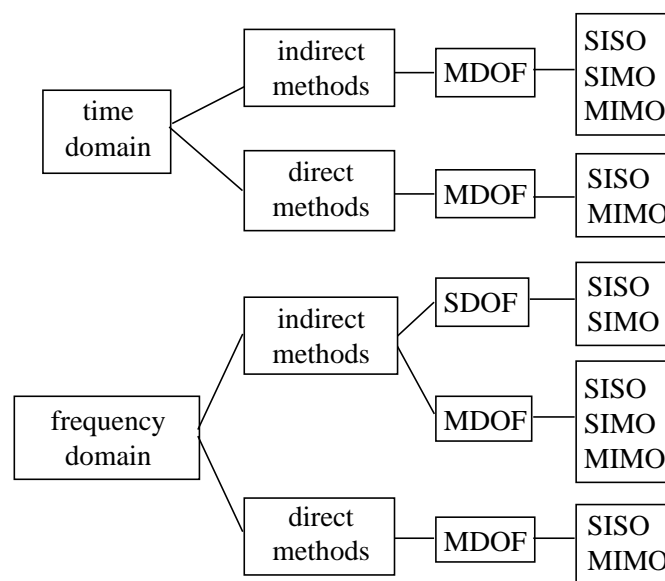 time
domain
indirect
methods
MDOF
SISO
SIMO
MIMO
direct
methods
MDOF
SISO
MIMO
frequency
domain
indirect
methods
SDOF
SISO
SIMO
MDOF
SISO
SIMO
MIMO
direct
methods
MDOF
SISO
MIMO